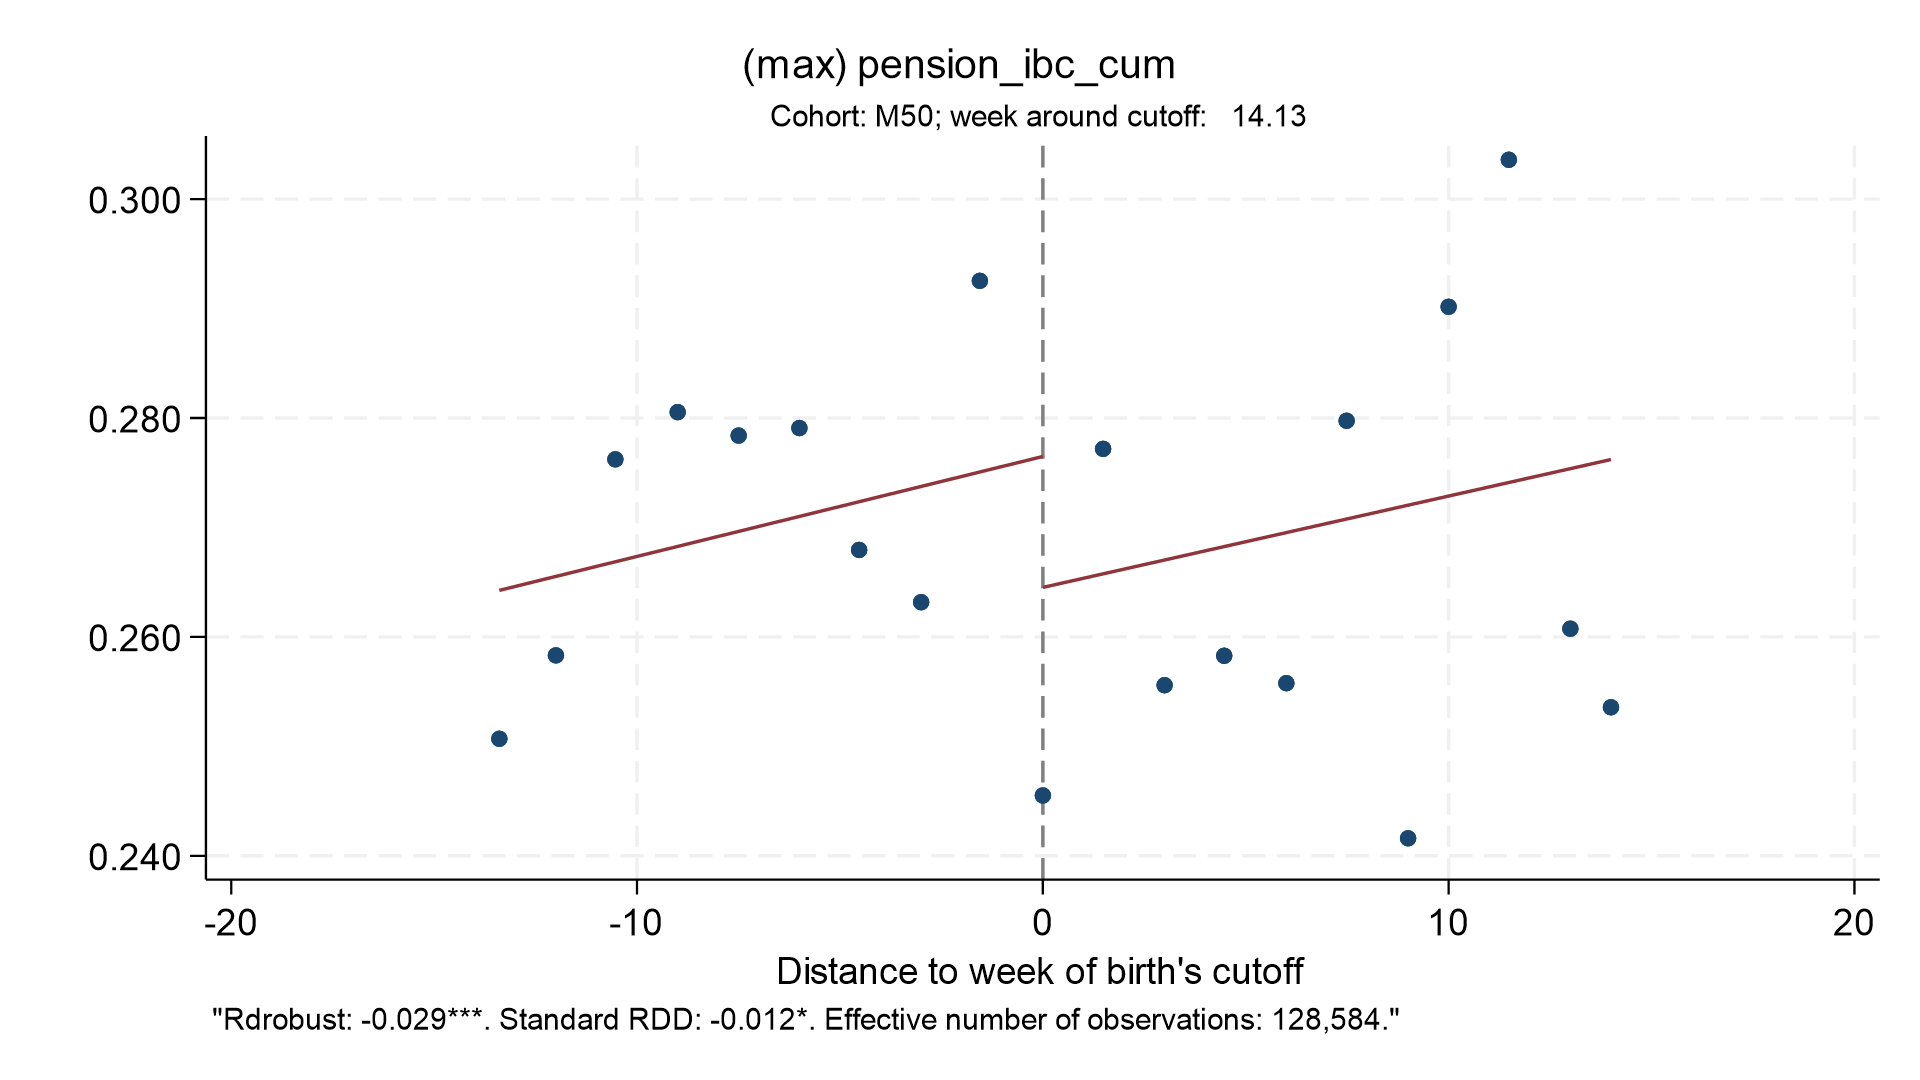 (max) pension_ibc_cum
Cohort: M50; week around cutoff: 14.13
0.300
0.280
0.260
0.240
-20 -10 0 10 20
Distance to week of birth's cutoff
"Rdrobust: -0.029***. Standard RDD: -0.012*. Effective number of observations: 128,584."